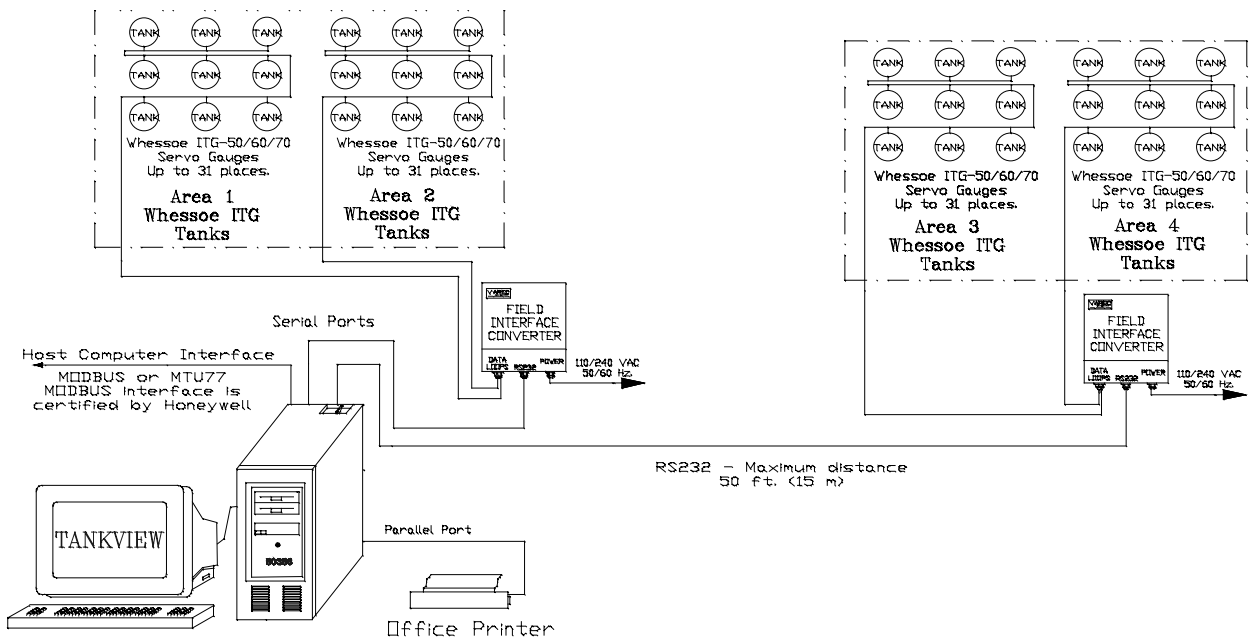 TANK TANK TANK TANK TANK TANK
TANK TANK TANK TANK TANK TANK
TANK TANK TANK TANK TANK TANK
Whessoe ITG-50/60/70
Servo Gauges
Up to 31 places.
Area 1
Whessoe ITG
Tanks
Whessoe ITG-50/60/70
Servo Gauges
Up to 31 places.
Area 2
Whessoe ITG
Tanks
TANK TANK TANK TANK TANK TANK
TANK TANK TANK TANK TANK TANK
TANK TANK TANK TANK TANK TANK
Whessoe ITG-50/60/70
Servo Gauges
Up to 31 places.
Area 3
Whessoe ITG
Tanks
Whessoe ITG-50/60/70
Servo Gauges
Up to 31 places.
Area 4
Whessoe ITG
Tanks
VAREC
FIELD
INTERFACE
CONVERTER
DATA
LOOPS RS232 POWER
110/240 VAC
50/60 Hz.
VAREC
FIELD
INTERFACE
CONVERTER
DATA
LOOPS RS232 POWER
110/240 VAC
50/60 Hz.
Serial Ports
Host Computer Interface
MODBUS or MTU77
MODBUS interface is
certified by Honeywell
RS232 - Maximum distance
50 ft. (15 m)
TANKVIEW
80386
Parallel Port
Office Printer